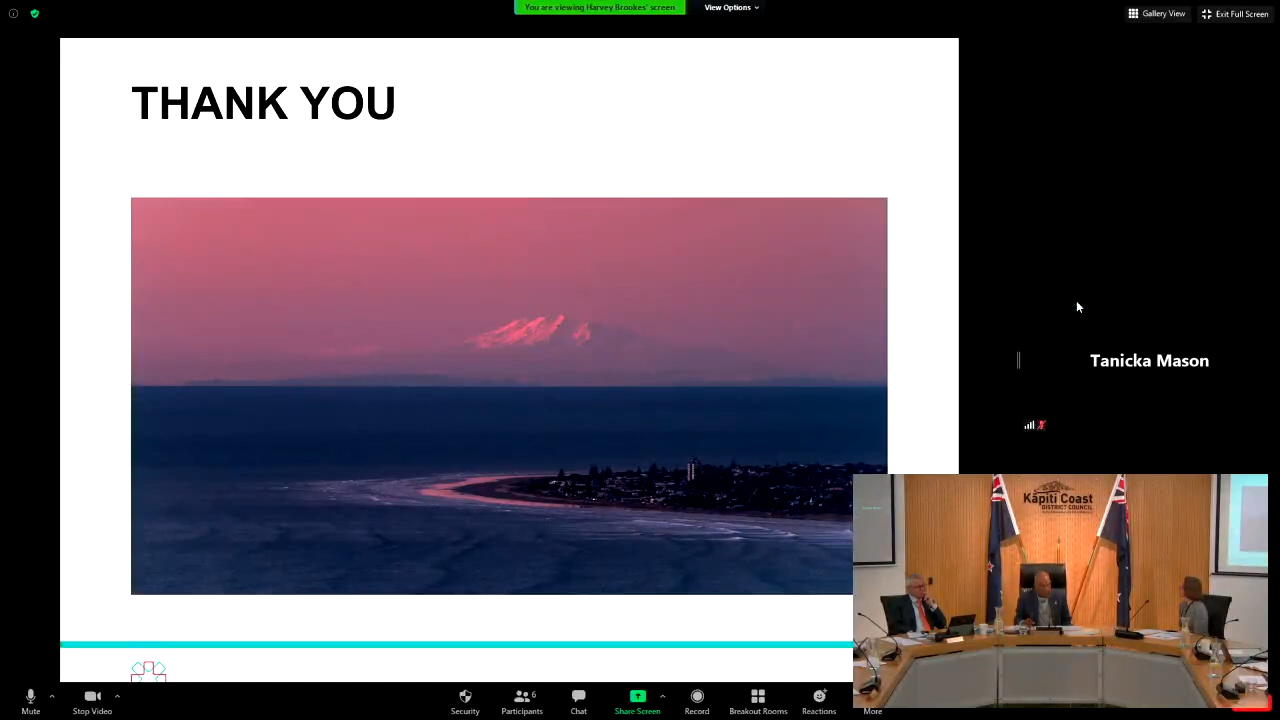 You are viewing Harvey Brookes' screen
View Options
Gallery View
Exit Full Screen
THANK YOU
Tanicka Mason
Kāpiti Coast
DISTRICT COUNCIL
Mute
Stop Video
Security
Participants
6
Chat
Share Screen
Record
Breakout Rooms
Reactions
More